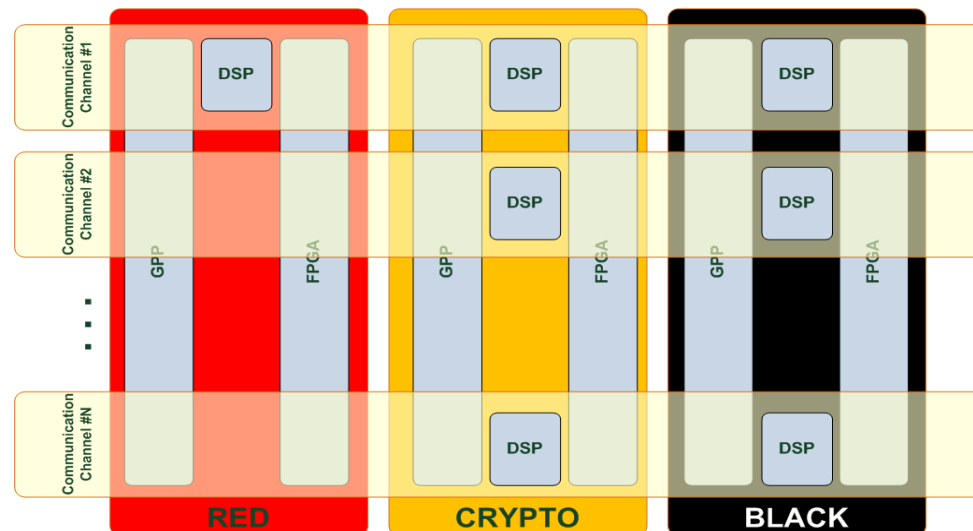 Communication
Channel #1
DSP
DSP
DSP
Communication
Channel #2
DSP
DSP
GPP
FPGA
GPP
FPGA
GPP
FPGA
Communication
Channel #N
DSP
DSP
RED
CRYPTO
BLACK